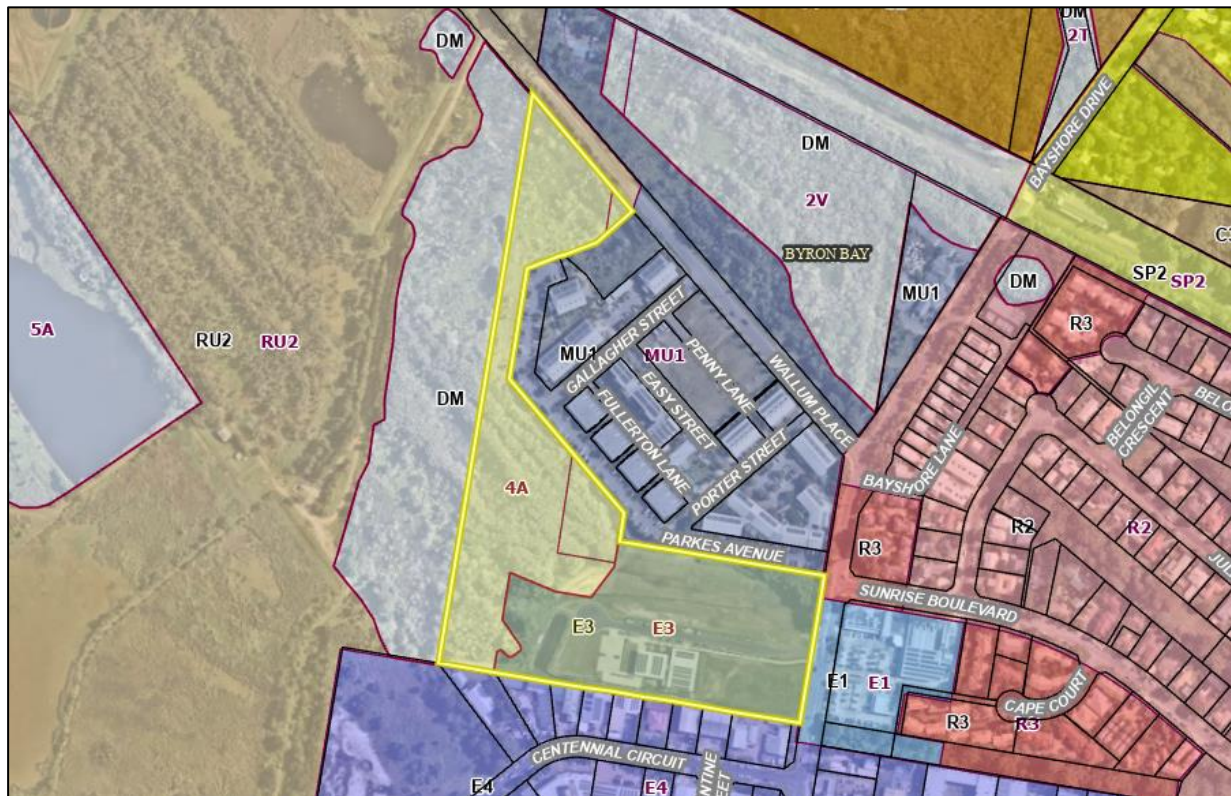 DM
2T
DM
BAYSHORE DRIVE
DM
2V
BYRON BAY
SP2
SP2
5A
RU2
RU2
DM
MU1
DM
R3
MU1
MU1
GALLAGHER STREET
PENNY LANE
WALLUM PLACE
EASY STREET
FULLERTON LANE
PORTER STREET
BELONGIL
CRESCENT
DM
BAYSHORE LANE
4A
R2
R2
R3
PARKES AVENUE
SUNRISE BOULEVARD
E3
E3
E1
E1
CAPE COURT
R3
R3
CENTENNIAL CIRCUIT
E4
E4